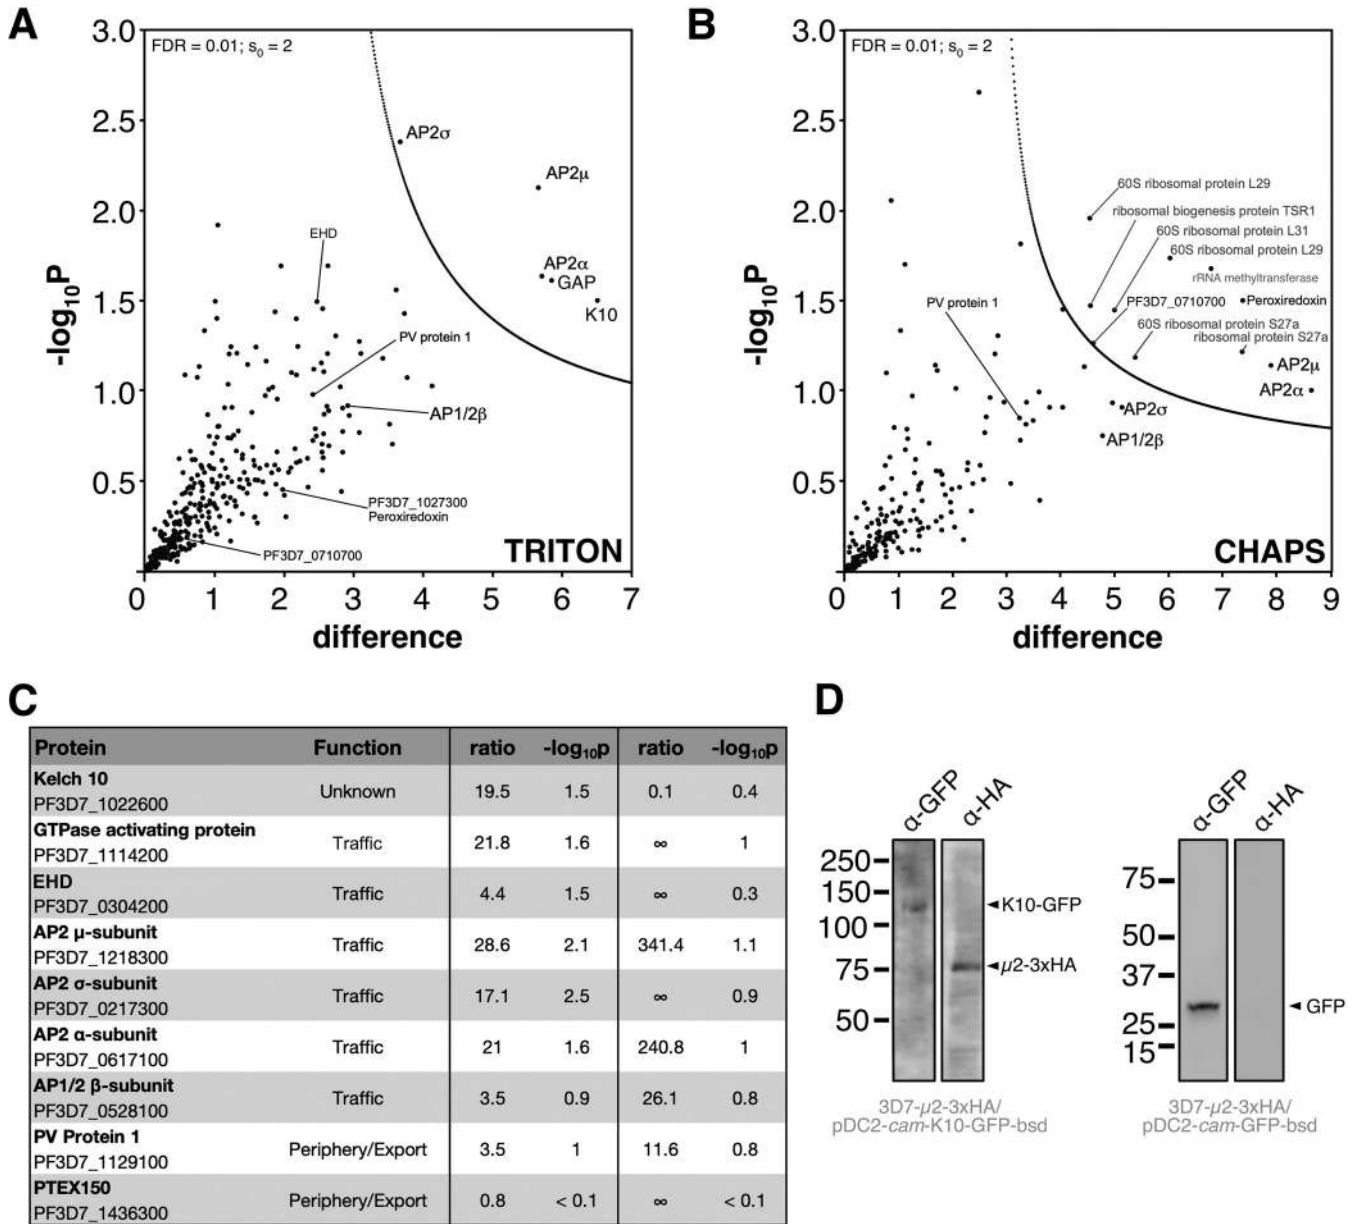 A
FDR = 0.01; s₀ = 2
3.0
2.5
2.0
1.5
1.0
0.5
-log₁₀P
AP2σ
AP2μ
EHD
AP2α
GAP
K10
PV protein 1
AP1/2β
PF3D7_1027300
Peroxiredoxin
PF3D7_0710700
TRITON
0 1 2 3 4 5 6 7
difference
B
FDR = 0.01; s₀ = 2
3.0
2.5
2.0
1.5
1.0
0.5
-log₁₀P
60S ribosomal protein L29
ribosomal biogenesis protein TSR1
60S ribosomal protein L31
60S ribosomal protein L29
rRNA methyltransferase
PV protein 1
PF3D7_0710700
Peroxiredoxin
60S ribosomal protein S27a
ribosomal protein S27a
AP2μ
AP2α
AP2σ
AP1/2β
CHAPS
0 1 2 3 4 5 6 7 8 9
difference
C
Protein Function ratio -log₁₀p ratio -log₁₀p
Kelch 10
PF3D7_1022600 Unknown 19.5 1.5 0.1 0.4
GTPase activating protein
PF3D7_1114200 Traffic 21.8 1.6 ∞ 1
EHD
PF3D7_0304200 Traffic 4.4 1.5 ∞ 0.3
AP2 μ-subunit
PF3D7_1218300 Traffic 28.6 2.1 341.4 1.1
AP2 σ-subunit
PF3D7_0217300 Traffic 17.1 2.5 ∞ 0.9
AP2 α-subunit
PF3D7_0617100 Traffic 21 1.6 240.8 1
AP1/2 β-subunit
PF3D7_0528100 Traffic 3.5 0.9 26.1 0.8
PV Protein 1
PF3D7_1129100 Periphery/Export 3.5 1 11.6 0.8
PTEX150
PF3D7_1436300 Periphery/Export 0.8 < 0.1 ∞ < 0.1
D
α-GFP α-HA
250
150
100
75
50
K10-GFP
μ2-3xHA
3D7-μ2-3xHA/
pDC2-cam-K10-GFP-bsd
α-GFP α-HA
75
50
37
25
15
GFP
3D7-μ2-3xHA/
pDC2-cam-GFP-bsd